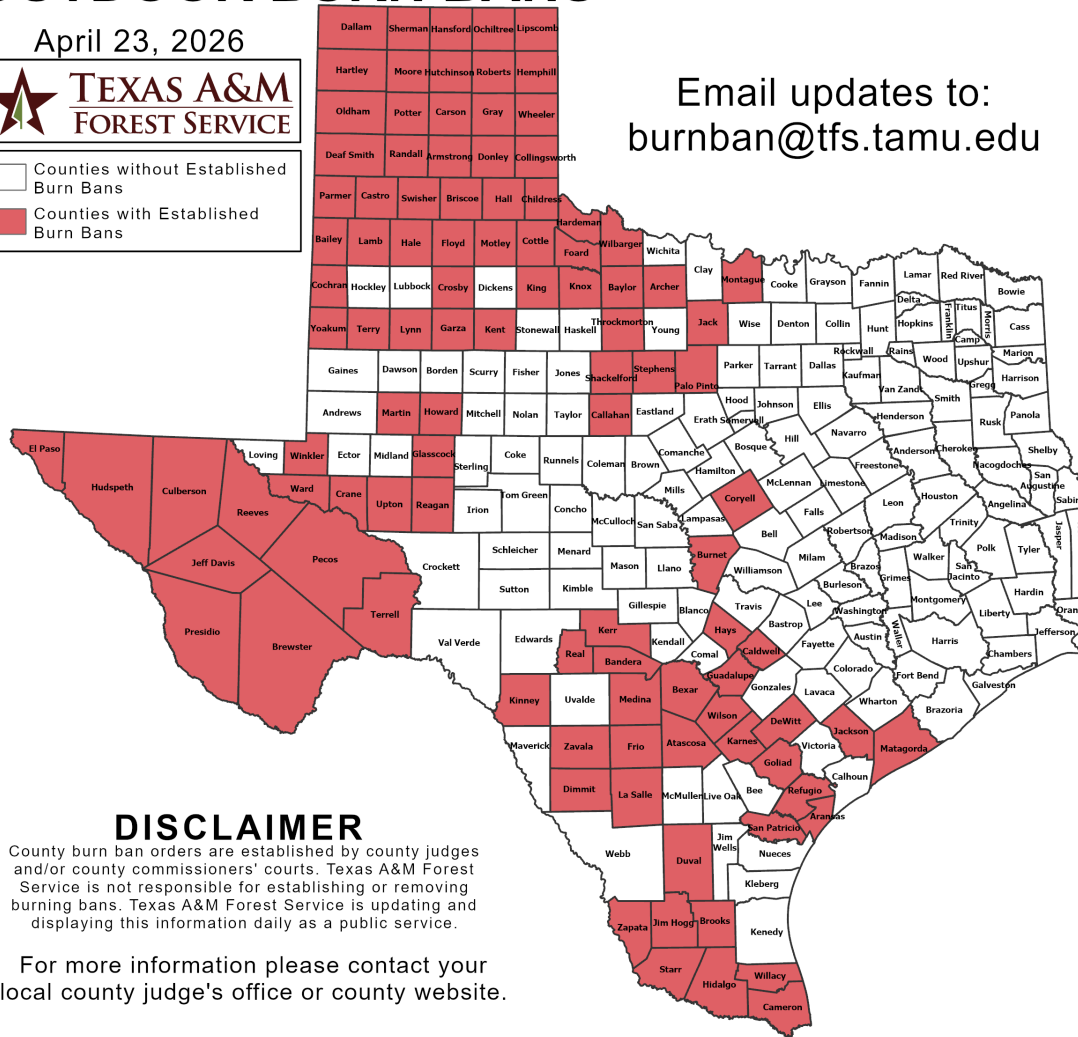 April 23, 2026
TEXAS A&M
FOREST SERVICE
Counties without Established
Burn Bans
Counties with Established
Burn Bans
Email updates to:
burnban@tfs.tamu.edu
Dallam Sherman Hansford Ochiltree Lipscomb
Hartley Moore Hutchinson Roberts Hemphill
Oldham Potter Carson Gray Wheeler
Deaf Smith Randall Armstrong Donley Collingsworth
Parmer Castro Swisher Briscoe Hall Childress
Hardeman
Bailey Lamb Hale Floyd Motley Cottle Foard Wilbarger Wichita
Clay
Cochran Hockley Lubbock Crosby Dickens King Knox Baylor Archer Montague Cooke Grayson Fannin Lamar Red River Bowie
Delta Franklin Titus Morris
Yoakum Terry Lynn Garza Kent Stonewall Haskell Throckmorton Young Jack Wise Denton Collin Hunt Hopkins Camp Cass
Rockwall Rains Wood Upshur Marion
Gaines Dawson Borden Scurry Fisher Jones Shackelford Stephens Palo Pinto Parker Tarrant Dallas Kaufman Van Zandt Smith Gregg Harrison
Andrews Martin Howard Mitchell Nolan Taylor Callahan Eastland Erath Hood Somervell Johnson Ellis Henderson Rusk Panola
El Paso Hudspeth Culberson Loving Winkler Ector Midland Glasscock Sterling Coke Runnels Coleman Brown Comanche Hamilton Bosque Hill Navarro Freestone Anderson Cherokee Nacogdoches Shelby
San
Augustine
Reeves Ward Crane Upton Reagan Irion Tom Green Concho McCulloch San Saba Mills Lampasas Coryell McLennan Limestone Falls Leon Houston Angelina
Trinity Jasper
Jeff Davis Pecos Crockett Schleicher Menard Mason Llano Burnet Bell Williamson Milam Robertson Brazos Madison Grimes Walker San
Jacinto Polk Tyler
Presidio Brewster Terrell Val Verde Sutton Kimble Edwards Gillespie Blanco Travis Bastrop Lee Burleson Washington Montgomery Liberty Hardin
Jefferson
Kerr Real Bandera Kendall Comal Hays Caldwell Fayette Austin Waller Harris Chambers
Kinney Uvalde Medina Bexar Guadalupe Gonzales Lavaca Colorado Wharton Fort Bend Brazoria Galveston
Maverick Zavala Frio Atascosa Wilson Karnes DeWitt Victoria Jackson Matagorda
Dimmit La Salle McMullen Live Oak Bee Goliad Refugio Calhoun
Aransas
San Patricio
Webb Duval Jim
Wells Nueces
Kleberg
Zapata Jim Hogg Brooks Kenedy
Starr Hidalgo Willacy
Cameron
DISCLAIMER
County burn ban orders are established by county judges
and/or county commissioners' courts. Texas A&M Forest
Service is not responsible for establishing or removing
burning bans. Texas A&M Forest Service is updating and
displaying this information daily as a public service.
For more information please contact your
local county judge's office or county website.